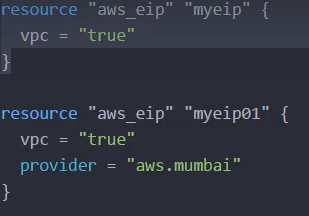 resource "aws_eip" "myeip" {
  vpc = "true"
}
resource "aws_eip" "myeip01" {
  vpc = "true"
  provider = "aws.mumbai"
}